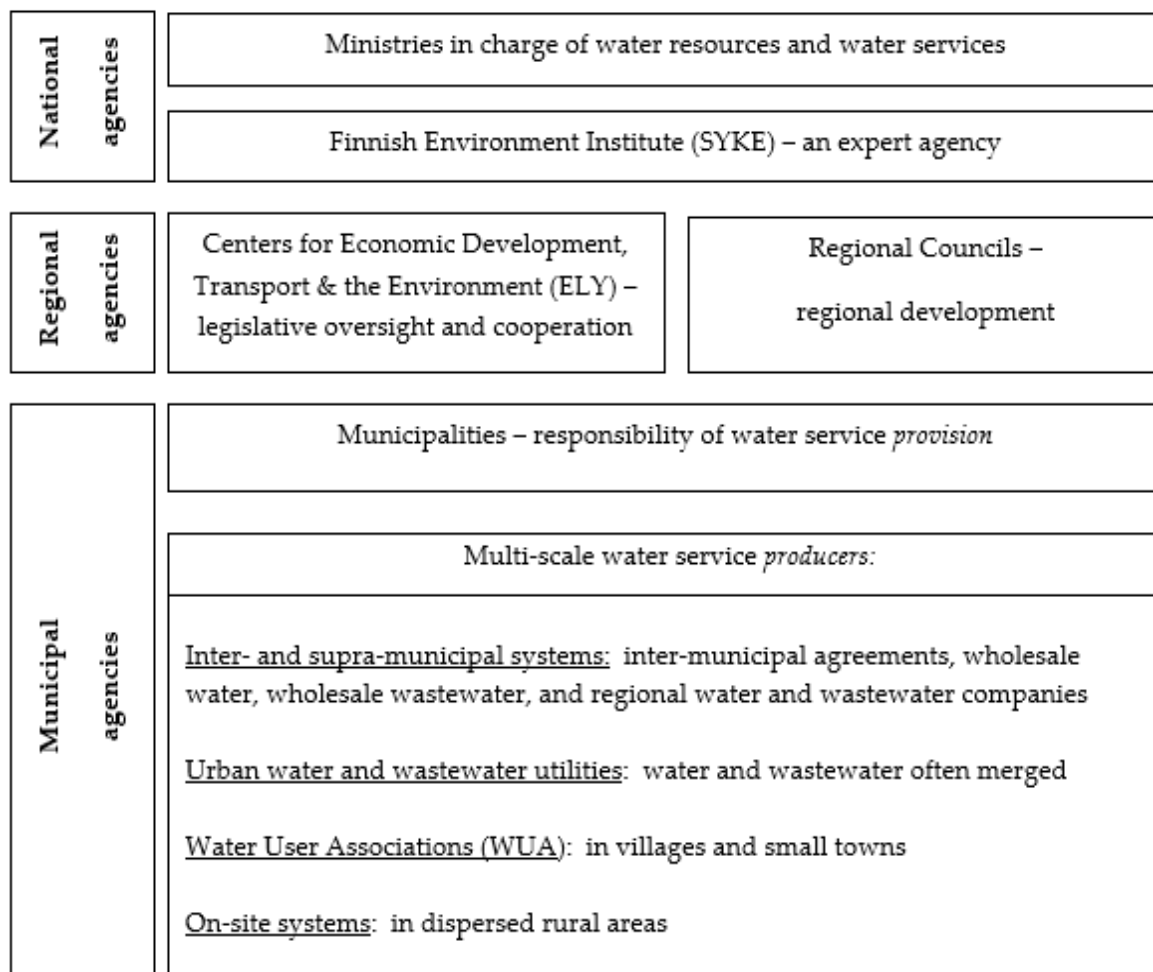 National
agencies
Ministries in charge of water resources and water services
Finnish Environment Institute (SYKE) – an expert agency
Regional
agencies
Centers for Economic Development,
Transport & the Environment (ELY) –
legislative oversight and cooperation
Regional Councils –
regional development
Municipal
agencies
Municipalities – responsibility of water service provision
Multi-scale water service producers:
Inter- and supra-municipal systems: inter-municipal agreements, wholesale
water, wholesale wastewater, and regional water and wastewater companies
Urban water and wastewater utilities: water and wastewater often merged
Water User Associations (WUA): in villages and small towns
On-site systems: in dispersed rural areas